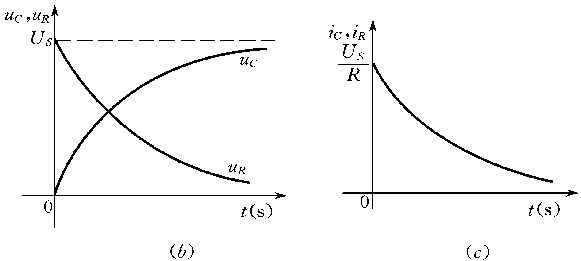 u_C,u_R
U_S
u_C
u_R
0
t(s)
(b)
i_C,i_R
U_S
R
0
t(s)
(c)